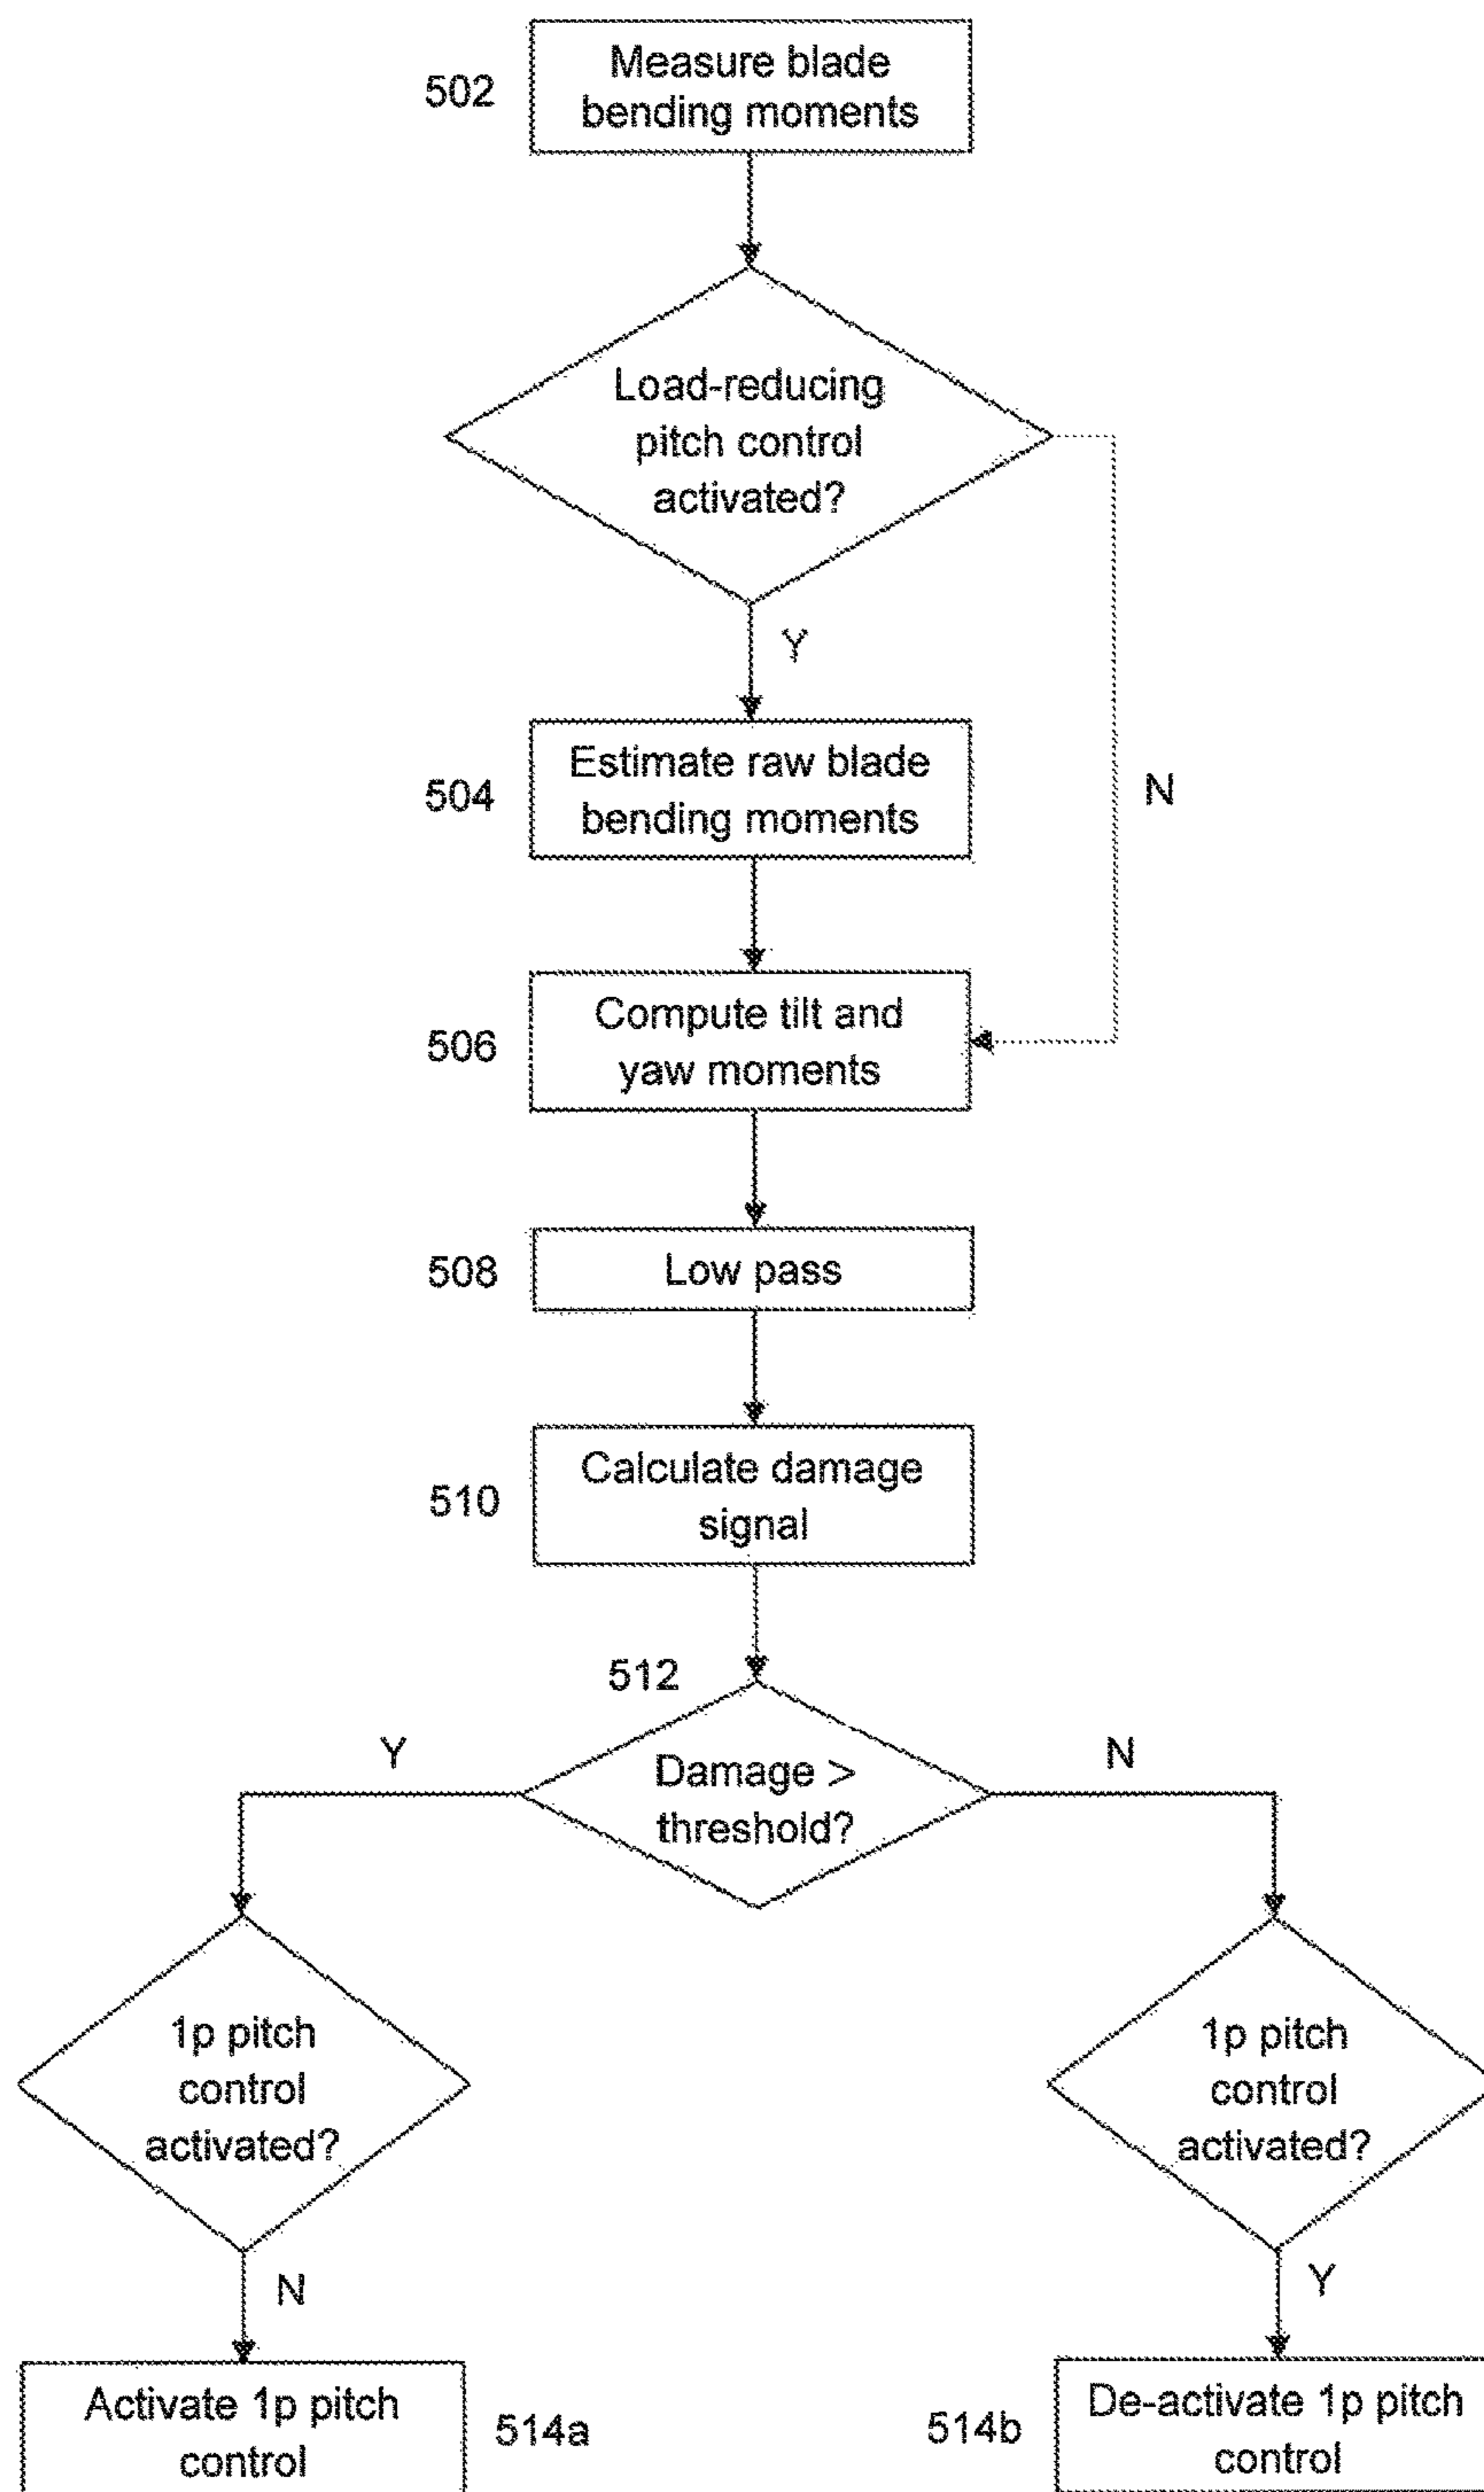 502
Measure blade
bending moments
Load-reducing
pitch control
activated?
Y
N
504
Estimate raw blade
bending moments
506
Compute tilt and
yaw moments
508
Low pass
510
Calculate damage
signal
512
Damage >
threshold?
Y
N
1p pitch
control
activated?
1p pitch
control
activated?
N
Y
Activate 1p pitch
control
514a
514b
De-activate 1p pitch
control